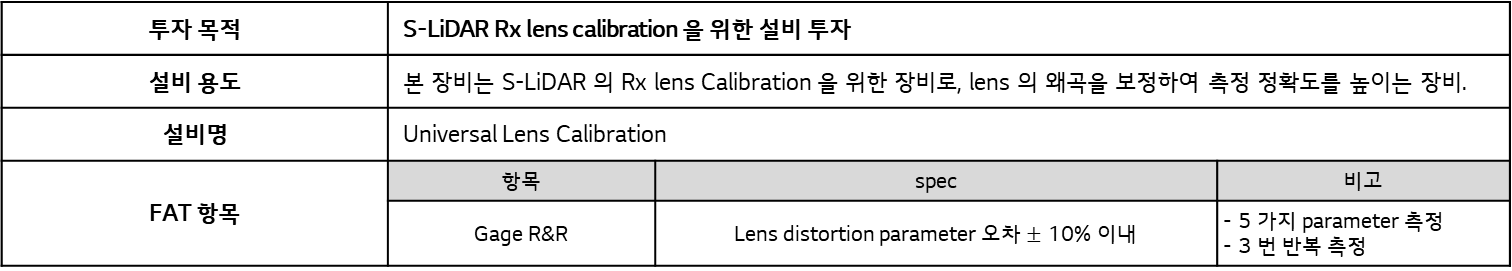 투자 목적 S-LiDAR Rx lens calibration 을 위한 설비 투자
설비 용도 본 장비는 S-LiDAR 의 Rx lens Calibration 을 위한 장비로, lens 의 왜곡을 보정하여 측정 정확도를 높이는 장비.
설비명 Universal Lens Calibration
FAT 항목
항목 spec 비고
Gage R&R Lens distortion parameter 오차 ± 10% 이내
- 5 가지 parameter 측정
- 3 번 반복 측정